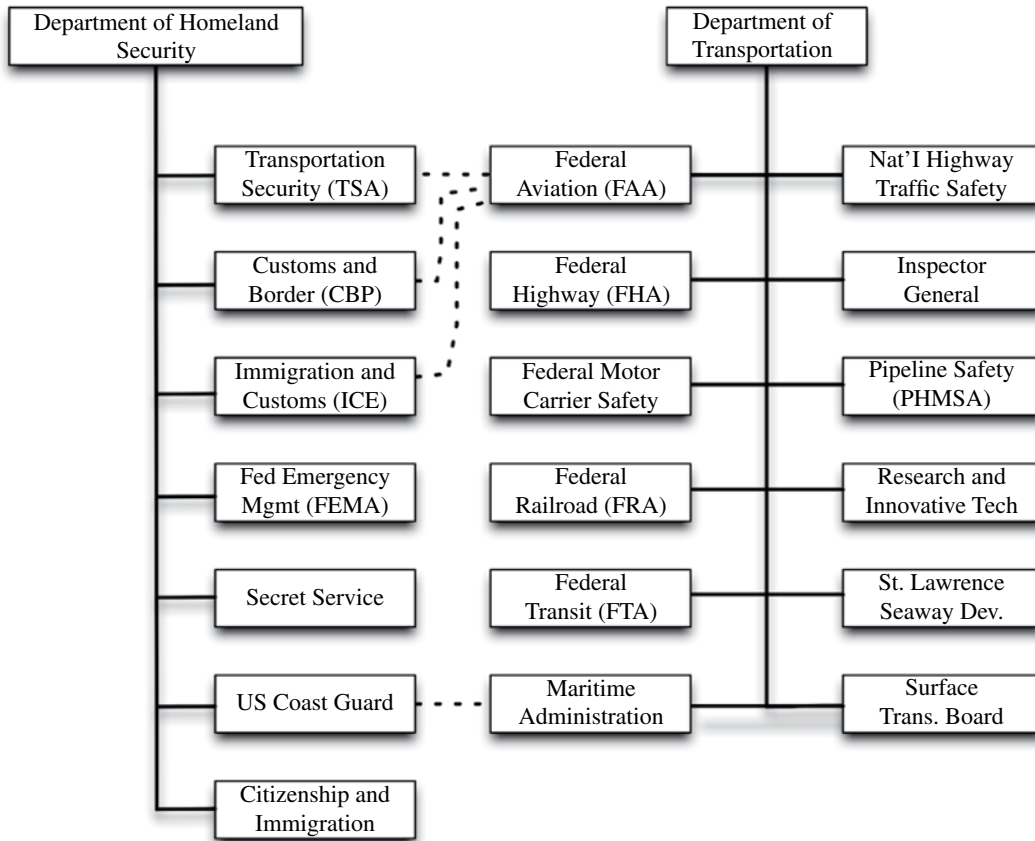 Department of Homeland
Security
Department of
Transportation
Transportation
Security (TSA)
Federal
Aviation (FAA)
Nat'I Highway
Traffic Safety
Customs and
Border (CBP)
Federal
Highway (FHA)
Inspector
General
Immigration and
Customs (ICE)
Federal Motor
Carrier Safety
Pipeline Safety
(PHMSA)
Fed Emergency
Mgmt (FEMA)
Federal
Railroad (FRA)
Research and
Innovative Tech
Secret Service
Federal
Transit (FTA)
St. Lawrence
Seaway Dev.
US Coast Guard
Maritime
Administration
Surface
Trans. Board
Citizenship and
Immigration